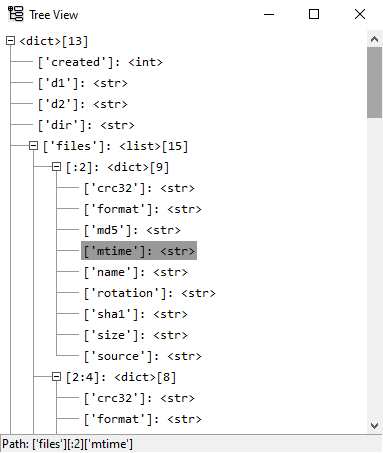 Tree View
<dict>[13]
['created']: <int>
['d1']: <str>
['d2']: <str>
['dir']: <str>
['files']: <list>[15]
[:2]: <dict>[9]
['crc32']: <str>
['format']: <str>
['md5']: <str>
['mtime']: <str>
['name']: <str>
['rotation']: <str>
['sha1']: <str>
['size']: <str>
['source']: <str>
[2:4]: <dict>[8]
['crc32']: <str>
['format']: <str>
Path: ['files'][:2]['mtime']